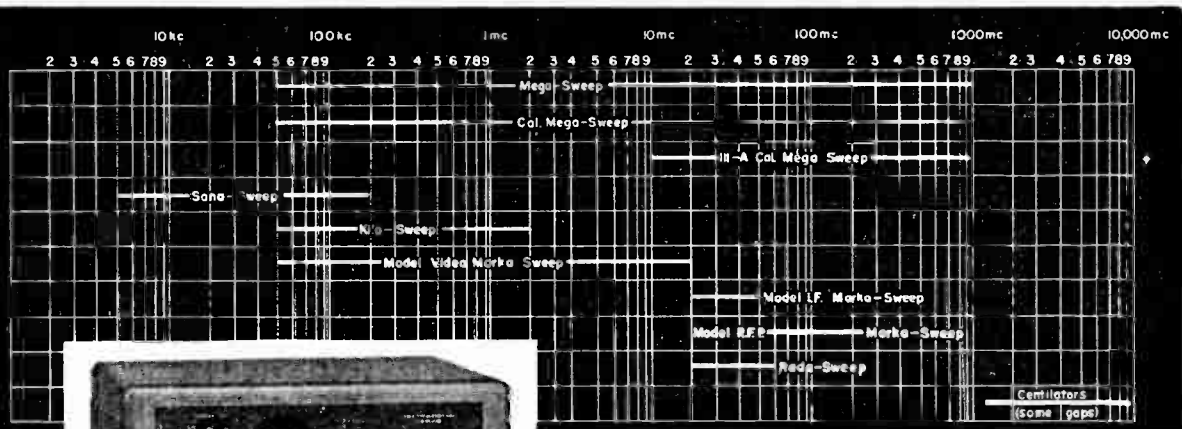 10kc 100kc 1mc 10mc 100mc 1000mc 10,000mc
2 3 4 5 6 789 2 3 4 5 6 789 2 3 4 5 6 789 2 3 4 5 6 789 2 3 4 5 6 789 2 3 4 5 6 789 2 3 4 5 6 789
Mega-Sweep
Cal. Mega-Sweep
III-A Cal. Mega Sweep
Sona-Sweep
Kilo-Sweep
Model Video Marka Sweep
Model I.F. Marka-Sweep
Model R.F.P. Marka-Sweep
Rada-Sweep
Centilators
(some gaps)